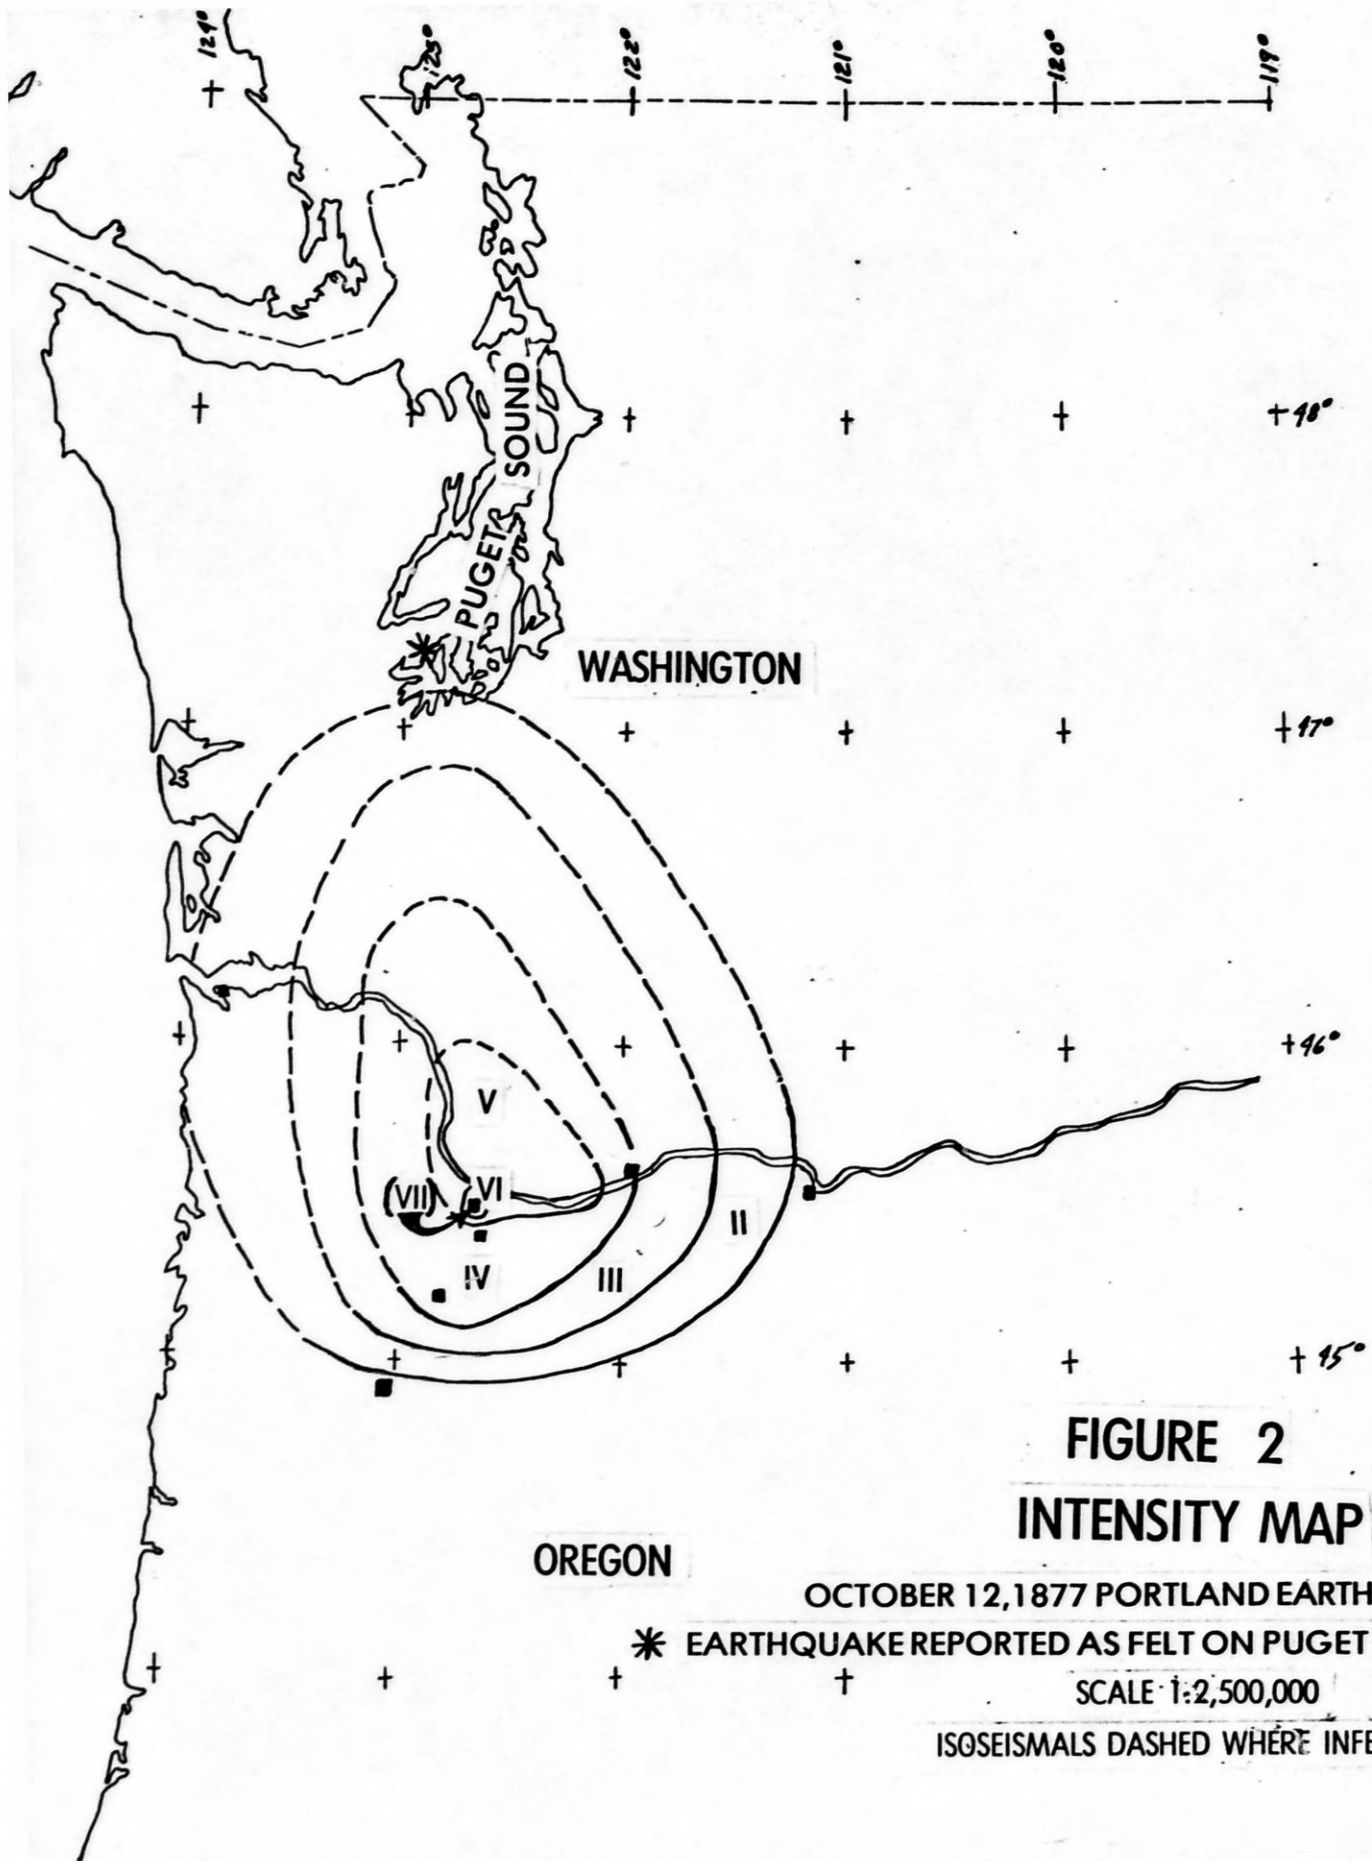 124°
123°
122°
121°
120°
119°
SOUND
48°
PUGET
WASHINGTON
47°
46°
V
(VII)
VI
II
IV
III
45°
FIGURE 2
INTENSITY MAP
OREGON
OCTOBER 12,1877 PORTLAND EARTH
EARTHQUAKE REPORTED AS FELT ON PUGET
SCALE 1:2,500,000
ISOSEISMALS DASHED WHERE INFE